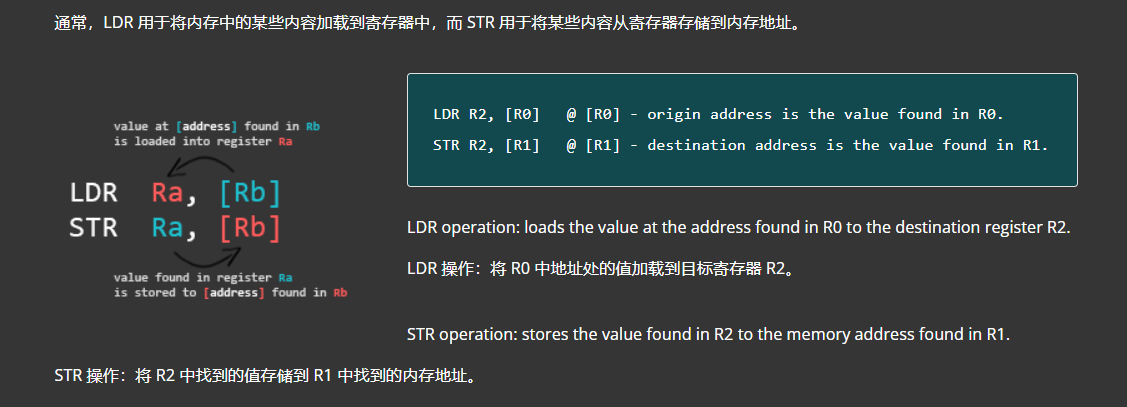 通常，LDR 用于将内存中的某些内容加载到寄存器中，而 STR 用于将某些内容从寄存器存储到内存地址。
value at [address] found in Rb
is loaded into register Ra
LDR Ra, [Rb]
STR Ra, [Rb]
value found in register Ra
is stored to [address] found in Rb
LDR R2, [R0] @ [R0] - origin address is the value found in R0.
STR R2, [R1] @ [R1] - destination address is the value found in R1.
LDR operation: loads the value at the address found in R0 to the destination register R2.
LDR 操作：将 R0 中地址处的值加载到目标寄存器 R2。
STR operation: stores the value found in R2 to the memory address found in R1.
STR 操作：将 R2 中找到的值存储到 R1 中找到的内存地址。